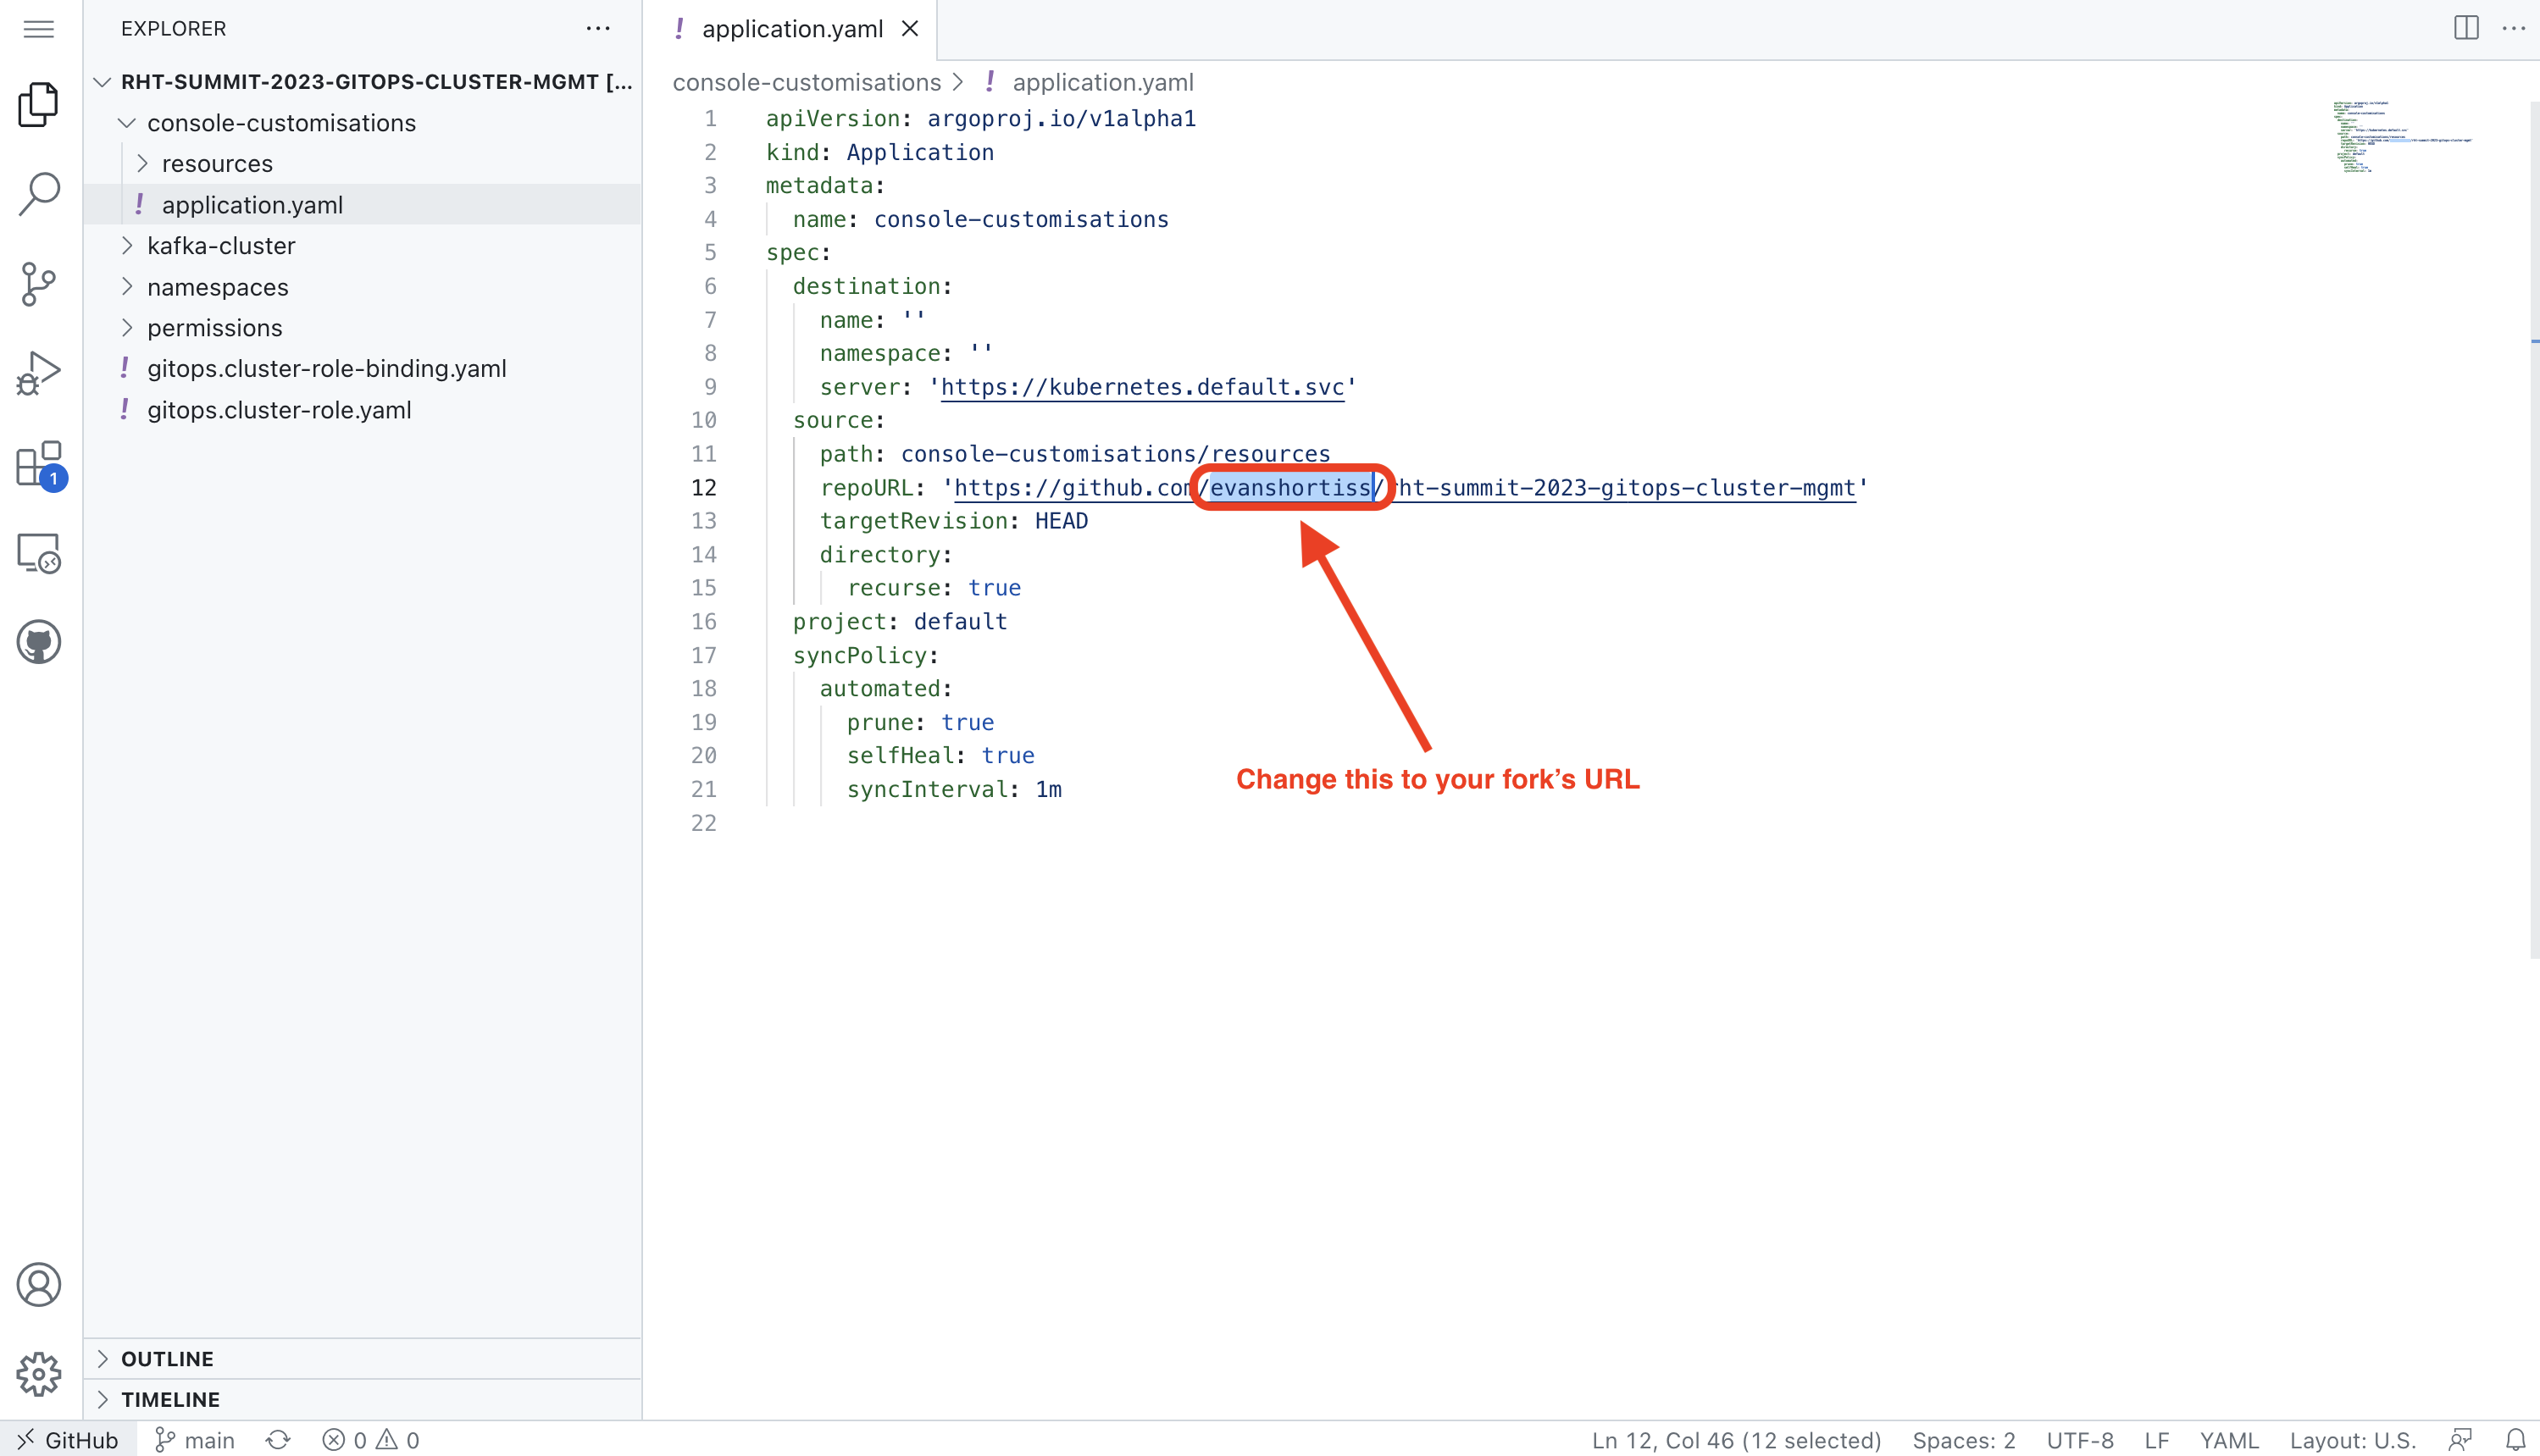 EXPLORER
RHT-SUMMIT-2023-GITOPS-CLUSTER-MGMT [...
console-customisations
resources
! application.yaml
kafka-cluster
namespaces
permissions
! gitops.cluster-role-binding.yaml
! gitops.cluster-role.yaml
1
OUTLINE
TIMELINE
! application.yaml
console-customisations > ! application.yaml
1 apiVersion: argoproj.io/v1alpha1
2 kind: Application
3 metadata:
4   name: console-customisations
5 spec:
6   destination:
7     name: ''
8     namespace: ''
9     server: 'https://kubernetes.default.svc'
10   source:
11     path: console-customisations/resources
12     repoURL: 'https://github.com/evanshortiss/rht-summit-2023-gitops-cluster-mgmt'
13     targetRevision: HEAD
14     directory:
15       recurse: true
16   project: default
17   syncPolicy:
18     automated:
19       prune: true
20       selfHeal: true
21       syncInterval: 1m
22
Change this to your fork’s URL
GitHub main 0 0 Ln 12, Col 46 (12 selected) Spaces: 2 UTF-8 LF YAML Layout: U.S.